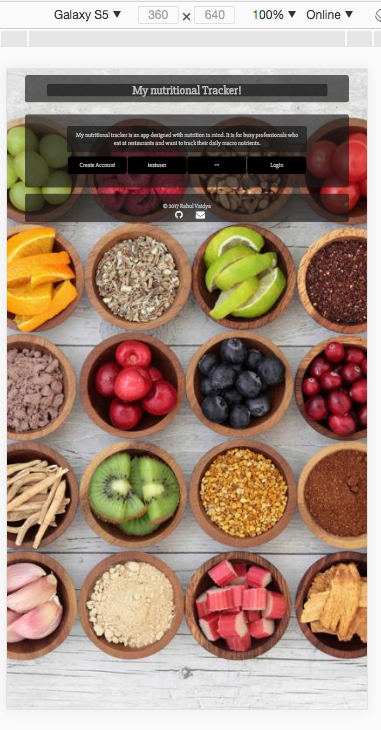 Galaxy S5 ▼ 360 × 640 100% ▼ Online ▼
My nutritional Tracker!
My nutritional tracker is an app designed with nutrition in mind. It is for busy professionals who
eat at restaurants and want to track their daily macro nutrients.
Create Account testuser Login
© 2017 Rahul Vaidya